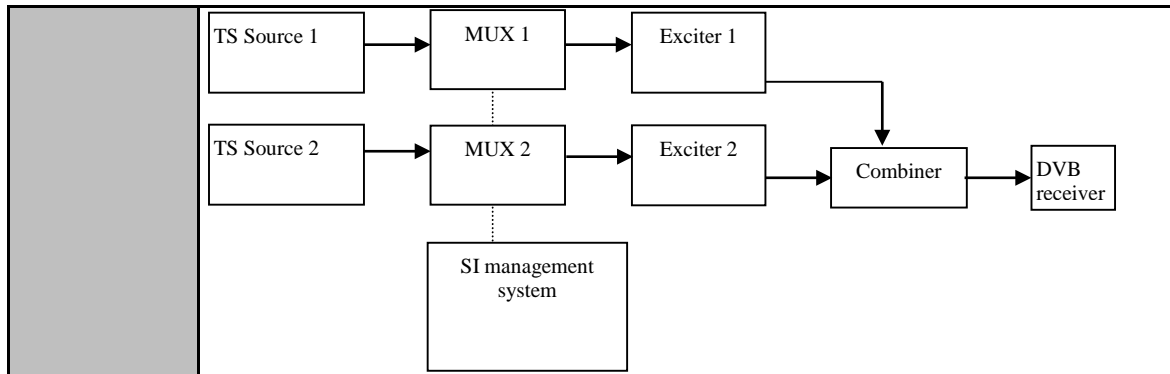 TS Source 1
MUX 1
Exciter 1
TS Source 2
MUX 2
Exciter 2
Combiner
DVB
receiver
SI management
system